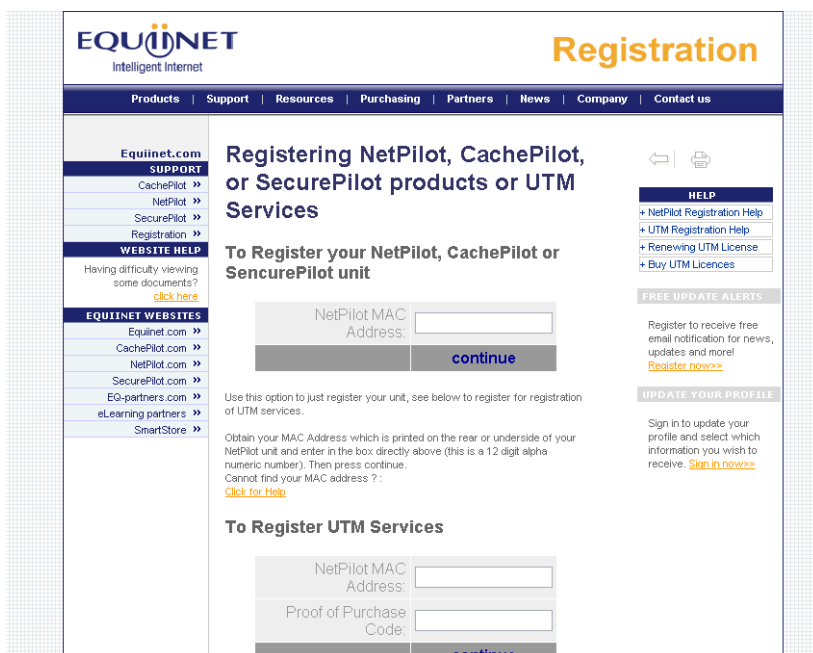 EQUiiNET
Intelligent Internet
Registration
Products | Support | Resources | Purchasing | Partners | News | Company | Contact us
Equiinet.com
SUPPORT
CachePilot »
NetPilot »
SecurePilot »
Registration »
WEBSITE HELP
Having difficulty viewing
some documents?
click here
EQUIINET WEBSITES
Equiinet.com »
CachePilot.com »
NetPilot.com »
SecurePilot.com »
EQ-partners.com »
eLearning partners »
SmartStore »
Registering NetPilot, CachePilot,
or SecurePilot products or UTM
Services
To Register your NetPilot, CachePilot or
SencurePilot unit
NetPilot MAC
Address:
continue
Use this option to just register your unit, see below to register for registration
of UTM services.
Obtain your MAC Address which is printed on the rear or underside of your
NetPilot unit and enter in the box directly above (this is a 12 digit alpha
numeric number). Then press continue.
Cannot find your MAC address ? :
Click for Help
To Register UTM Services
NetPilot MAC
Address:
Proof of Purchase
Code:
continue
HELP
+ NetPilot Registration Help
+ UTM Registration Help
+ Renewing UTM License
+ Buy UTM Licences
FREE UPDATE ALERTS
Register to receive free
email notification for news,
updates and more!
Register now>>
UPDATE YOUR PROFILE
Sign in to update your
profile and select which
information you wish to
receive. Sign in now>>